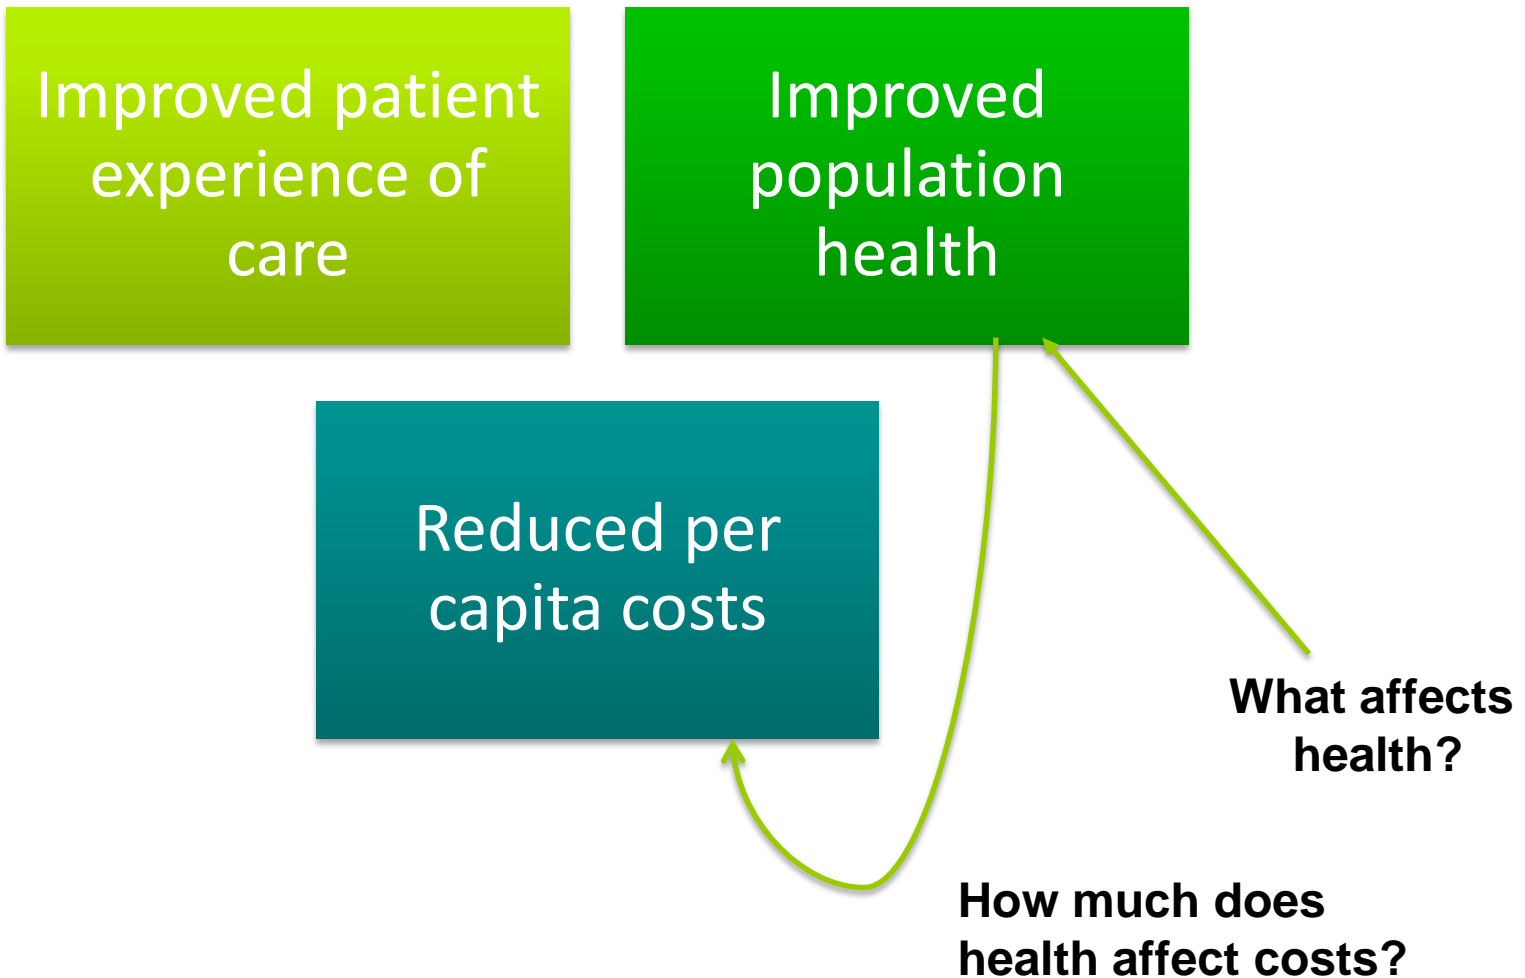 Improved patient
experience of
care
Improved
population
health
Reduced per
capita costs
What affects
health?
How much does
health affect costs?